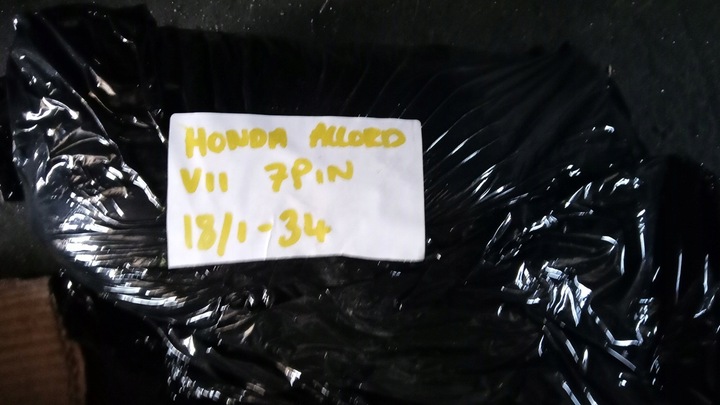 HONDA ACCORD
VII 7PIN
18/1-34